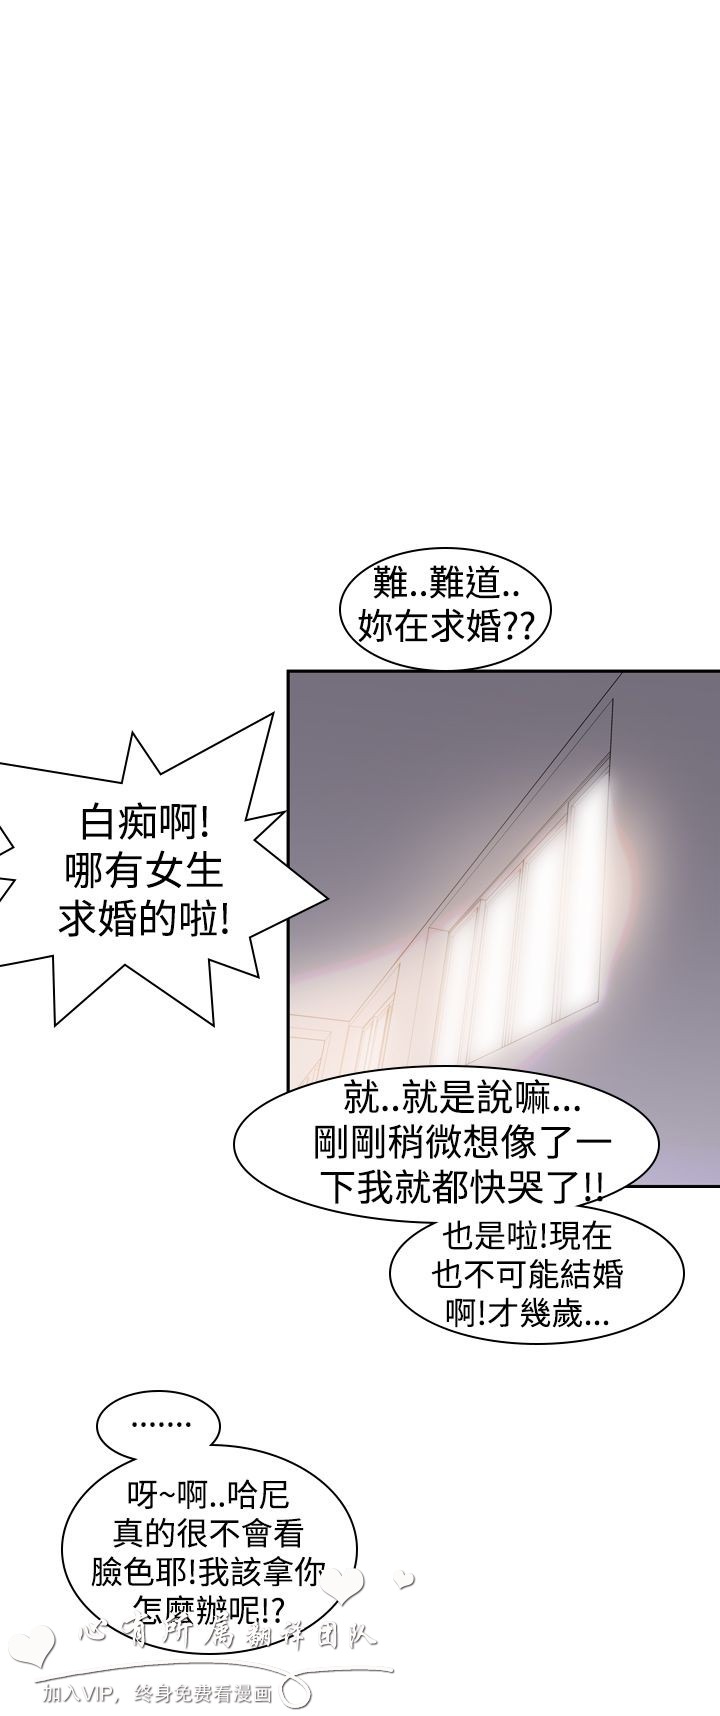 難..難道..
妳在求婚??
白痴啊!
哪有女生
求婚的啦!
就..就是說嘛...
剛剛稍微想像了一
下我就都快哭了!!
也是啦!現在
也不可能結婚
啊!才幾歲...
.......
呀~啊..哈尼
真的很不會看
臉色耶!我該拿你
怎麼辦呢!?
心有所属翻译团队
加入VIP，终身免费看漫画